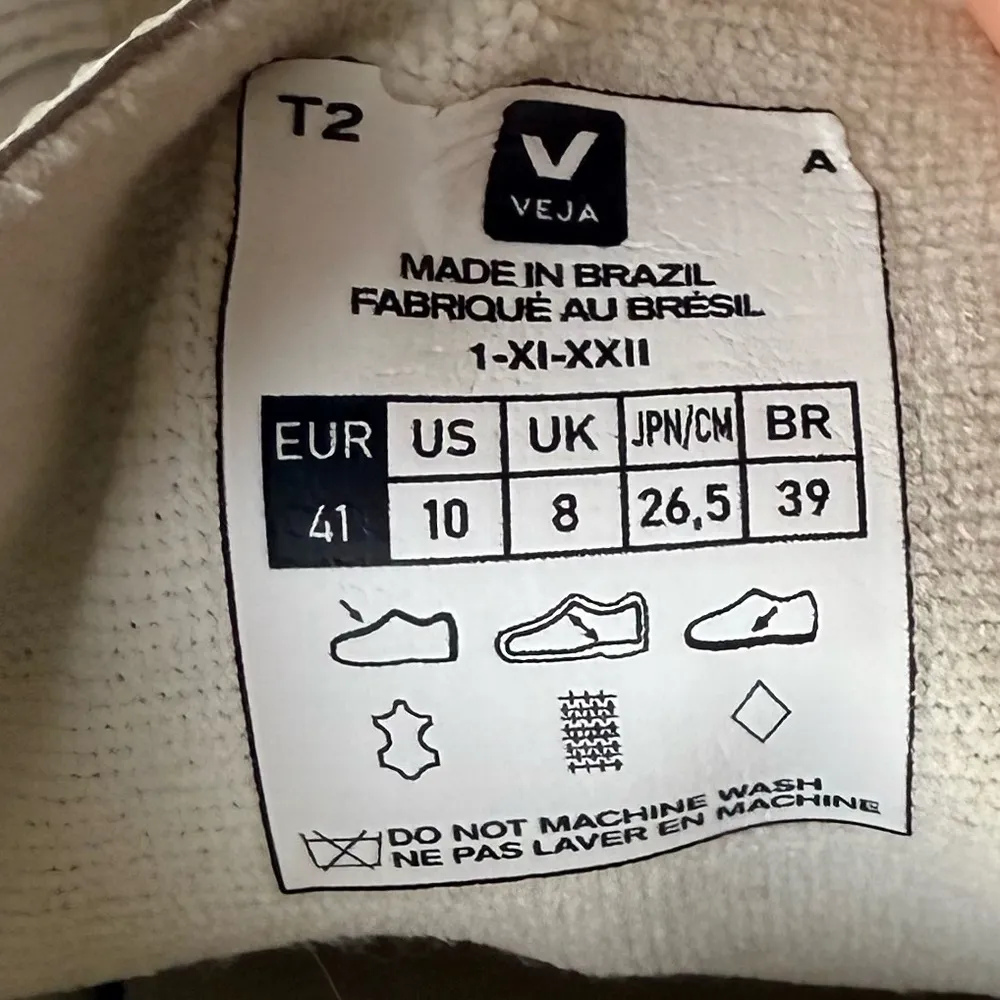 T2
V
VEJA
A
MADE IN BRAZIL
FABRIQUÉ AU BRÉSIL
1-XI-XXII
EUR US UK JPN/CM BR
41 10 8 26,5 39
DO NOT MACHINE WASH
NE PAS LAVER EN MACHINE